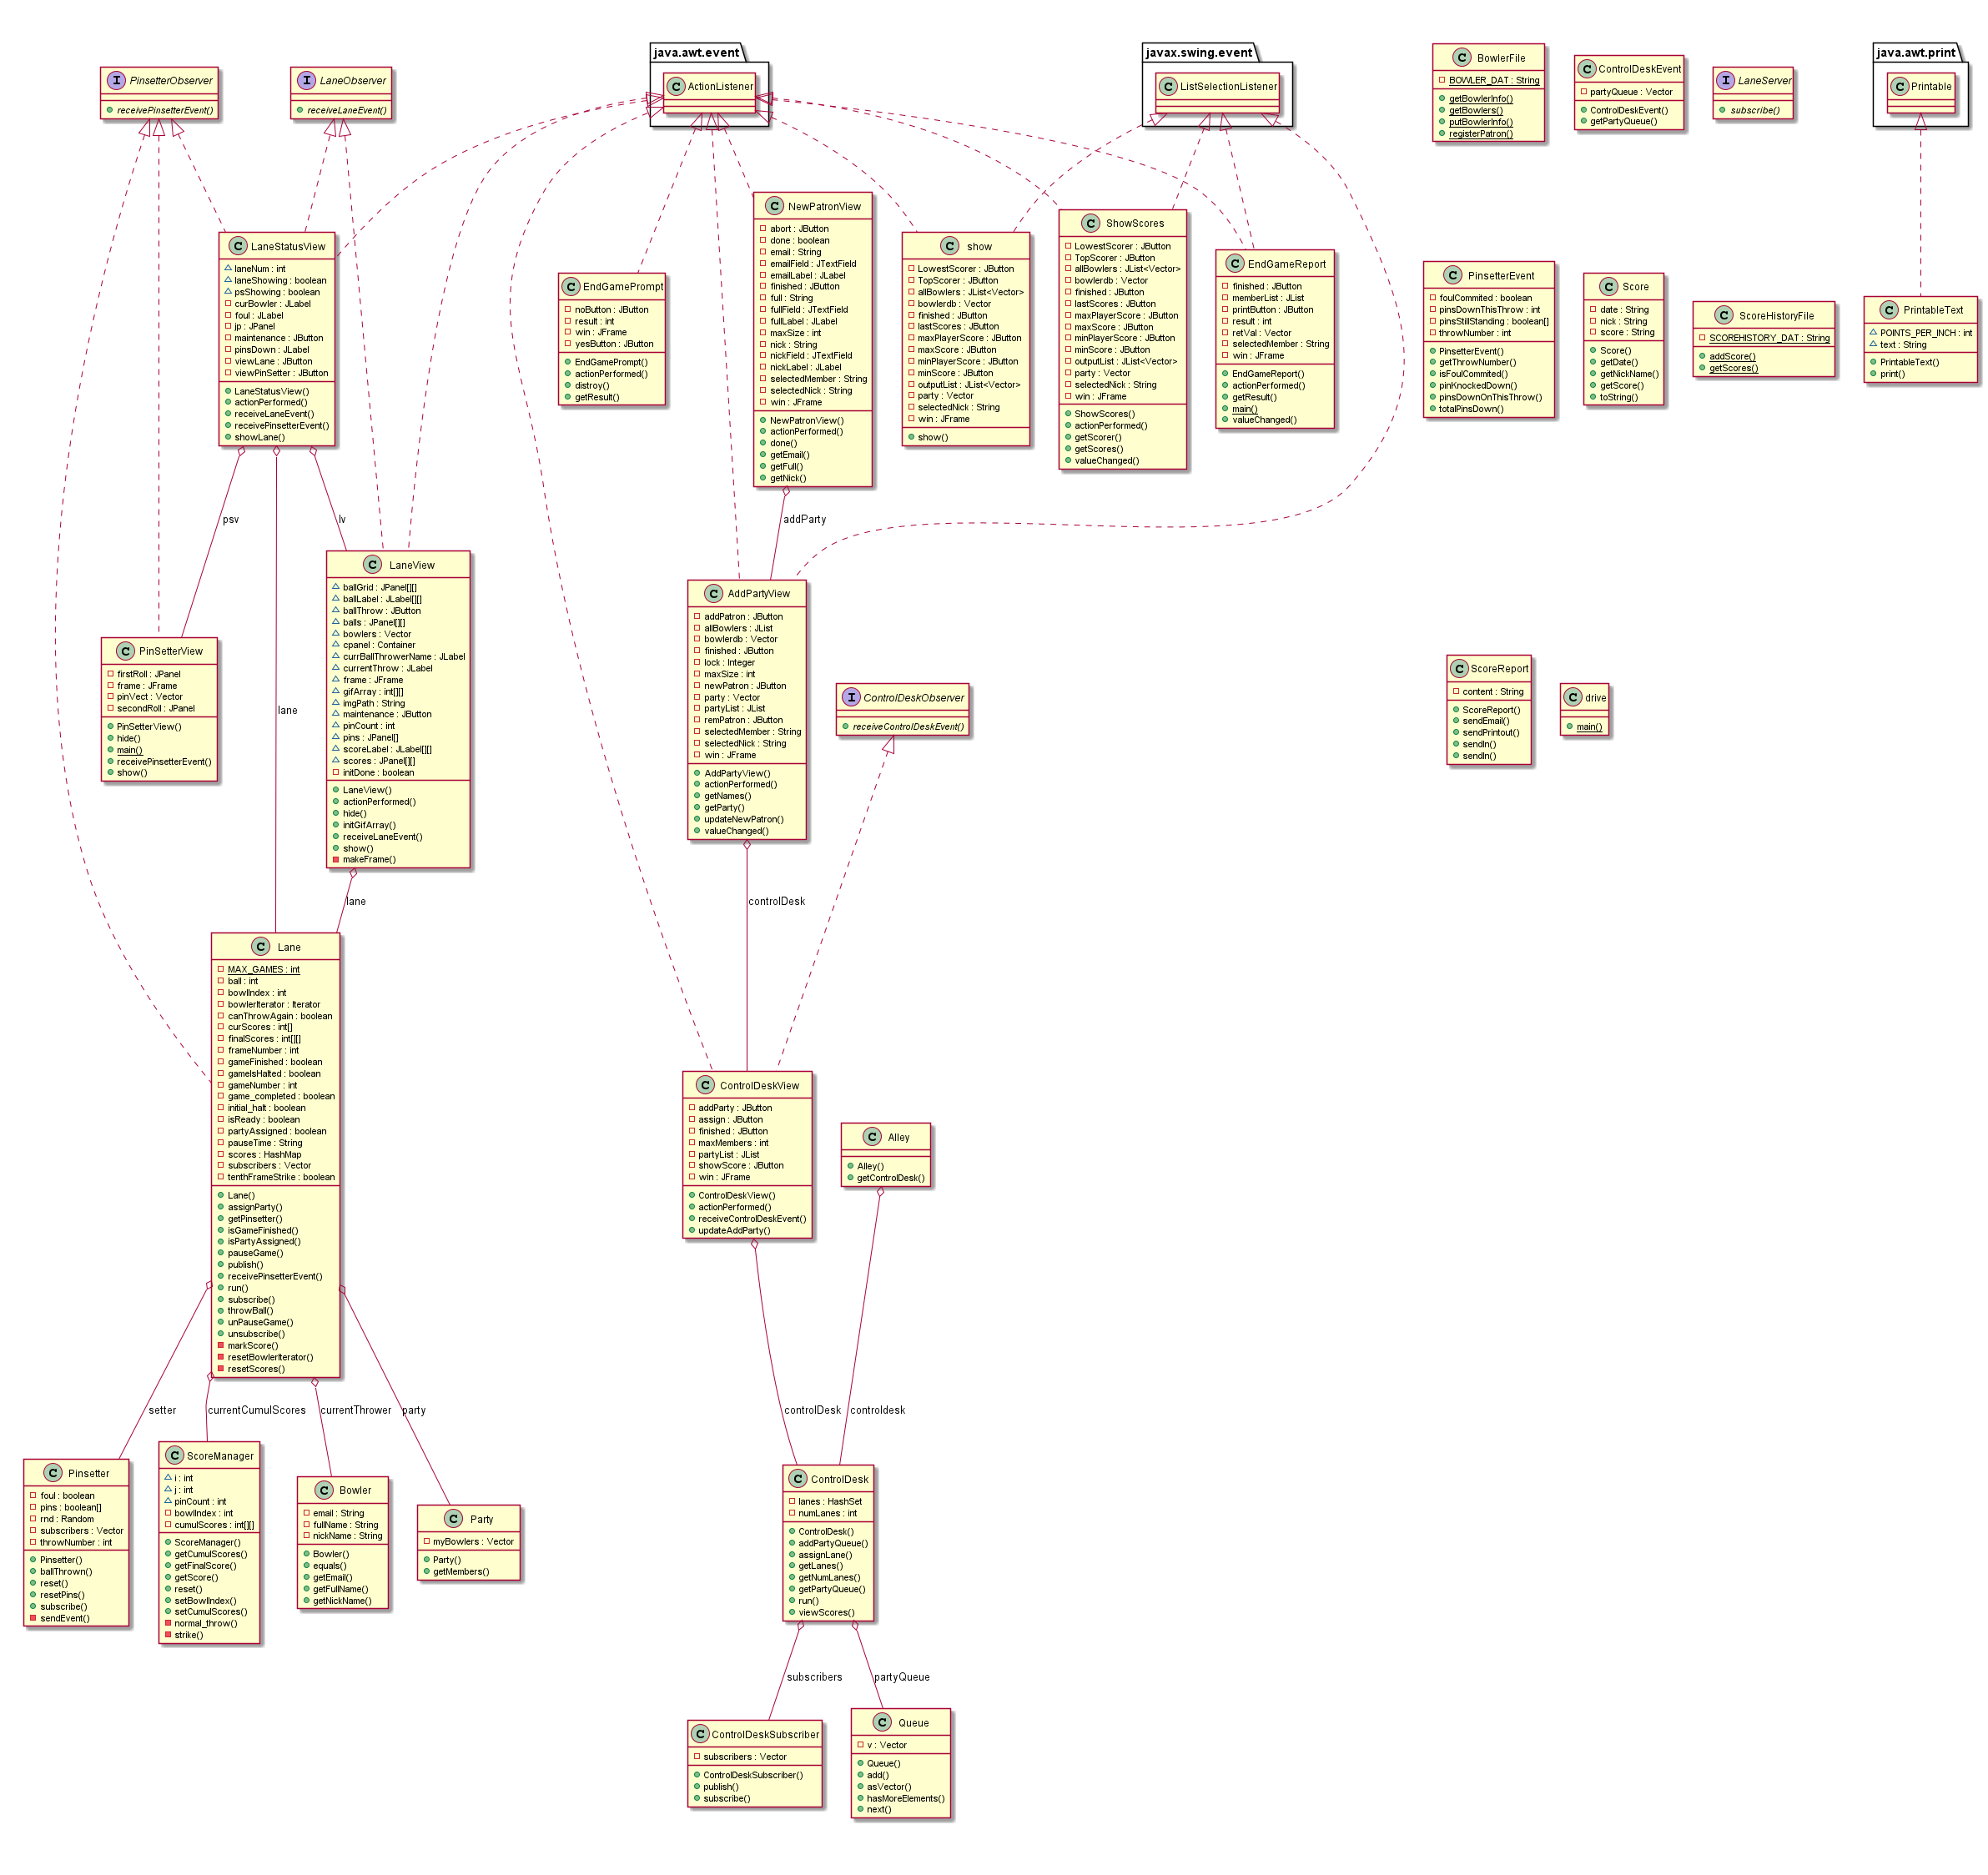 java.awt.event
C ActionListener
javax.swing.event
C ListSelectionListener
java.awt.print
C Printable
I PinsetterObserver
receivePinsetterEvent()
I LaneObserver
receiveLaneEvent()
C BowlerFile
BOWLER_DAT : String
getBowlerInfo()
getBowlers()
putBowlerInfo()
registerPatron()
C ControlDeskEvent
partyQueue : Vector
ControlDeskEvent()
getPartyQueue()
I LaneServer
subscribe()
C LaneStatusView
laneNum : int
laneShowing : boolean
psShowing : boolean
curBowler : JLabel
foul : JLabel
jp : JPanel
maintenance : JButton
pinsDown : JLabel
viewLane : JButton
viewPinSetter : JButton
LaneStatusView()
actionPerformed()
receiveLaneEvent()
receivePinsetterEvent()
showLane()
C EndGamePrompt
noButton : JButton
result : int
win : JFrame
yesButton : JButton
EndGamePrompt()
actionPerformed()
distroy()
getResult()
C NewPatronView
abort : JButton
done : boolean
email : String
emailField : JTextField
emailLabel : JLabel
finished : JButton
full : String
fullField : JTextField
fullLabel : JLabel
maxSize : int
nick : String
nickField : JTextField
nickLabel : JLabel
selectedMember : String
selectedNick : String
win : JFrame
NewPatronView()
actionPerformed()
done()
getEmail()
getFull()
getNick()
C show
LowestScorer : JButton
TopScorer : JButton
allBowlers : JList<Vector>
bowlerdb : Vector
finished : JButton
lastScores : JButton
maxPlayerScore : JButton
maxScore : JButton
minPlayerScore : JButton
minScore : JButton
outputList : JList<Vector>
party : Vector
selectedNick : String
win : JFrame
show()
C ShowScores
LowestScorer : JButton
TopScorer : JButton
allBowlers : JList<Vector>
bowlerdb : Vector
finished : JButton
lastScores : JButton
maxPlayerScore : JButton
maxScore : JButton
minPlayerScore : JButton
minScore : JButton
outputList : JList<Vector>
party : Vector
selectedNick : String
win : JFrame
ShowScores()
actionPerformed()
getScorer()
getScores()
valueChanged()
C EndGameReport
finished : JButton
memberList : JList
printButton : JButton
result : int
retVal : Vector
selectedMember : String
win : JFrame
EndGameReport()
actionPerformed()
getResult()
main()
valueChanged()
C PinsetterEvent
foulCommited : boolean
pinsDownThisThrow : int
pinsStillStanding : boolean[]
throwNumber : int
PinsetterEvent()
getThrowNumber()
isFoulCommited()
pinKnockedDown()
pinsDownOnThisThrow()
totalPinsDown()
C Score
date : String
nick : String
score : String
Score()
getDate()
getNickName()
getScore()
toString()
C ScoreHistoryFile
SCOREHISTORY_DAT : String
addScore()
getScores()
C PrintableText
POINTS_PER_INCH : int
text : String
PrintableText()
print()
psv
lane
lv
addParty
C PinSetterView
firstRoll : JPanel
frame : JFrame
pinVect : Vector
secondRoll : JPanel
PinSetterView()
hide()
main()
receivePinsetterEvent()
show()
C LaneView
ballGrid : JPanel[][]
ballLabel : JLabel[][]
ballThrow : JButton
balls : JPanel[][]
bowlers : Vector
cpanel : Container
currBallThrowerName : JLabel
currentThrow : JLabel
frame : JFrame
gifArray : int[][]
imgPath : String
maintenance : JButton
pinCount : int
pins : JPanel[]
scoreLabel : JLabel[][]
scores : JPanel[][]
initDone : boolean
LaneView()
actionPerformed()
hide()
initGifArray()
receiveLaneEvent()
show()
makeFrame()
C AddPartyView
addPatron : JButton
allBowlers : JList
bowlerdb : Vector
finished : JButton
lock : Integer
maxSize : int
newPatron : JButton
party : Vector
partyList : JList
remPatron : JButton
selectedMember : String
selectedNick : String
win : JFrame
AddPartyView()
actionPerformed()
getNames()
getParty()
updateNewPatron()
valueChanged()
I ControlDeskObserver
receiveControlDeskEvent()
C ScoreReport
content : String
ScoreReport()
sendEmail()
sendPrintout()
sendln()
sendln()
C drive
main()
lane
controlDesk
C Lane
MAX_GAMES : int
ball : int
bowlIndex : int
bowlerIterator : Iterator
canThrowAgain : boolean
curScores : int[]
finalScores : int[][]
frameNumber : int
gameFinished : boolean
gameIsHalted : boolean
gameNumber : int
game_completed : boolean
initial_halt : boolean
isReady : boolean
partyAssigned : boolean
pauseTime : String
scores : HashMap
subscribers : Vector
tenthFrameStrike : boolean
Lane()
assignParty()
getPinsetter()
isGameFinished()
isPartyAssigned()
pauseGame()
publish()
receivePinsetterEvent()
run()
subscribe()
throwBall()
unPauseGame()
unsubscribe()
markScore()
resetBowlerIterator()
resetScores()
C ControlDeskView
addParty : JButton
assign : JButton
finished : JButton
maxMembers : int
partyList : JList
showScore : JButton
win : JFrame
ControlDeskView()
actionPerformed()
receiveControlDeskEvent()
updateAddParty()
C Alley
Alley()
getControlDesk()
setter
currentCumulScores
currentThrower
party
controlDesk
controldesk
C Pinsetter
foul : boolean
pins : boolean[]
rnd : Random
subscribers : Vector
throwNumber : int
Pinsetter()
ballThrown()
reset()
resetPins()
subscribe()
sendEvent()
C ScoreManager
i : int
j : int
pinCount : int
bowlIndex : int
cumulScores : int[][]
ScoreManager()
getCumulScores()
getFinalScore()
getScore()
reset()
setBowlIndex()
setCumulScores()
normal_throw()
strike()
C Bowler
email : String
fullName : String
nickName : String
Bowler()
equals()
getEmail()
getFullName()
getNickName()
C Party
myBowlers : Vector
Party()
getMembers()
C ControlDesk
lanes : HashSet
numLanes : int
ControlDesk()
addPartyQueue()
assignLane()
getLanes()
getNumLanes()
getPartyQueue()
run()
viewScores()
subscribers
partyQueue
C ControlDeskSubscriber
subscribers : Vector
ControlDeskSubscriber()
publish()
subscribe()
C Queue
v : Vector
Queue()
add()
asVector()
hasMoreElements()
next()